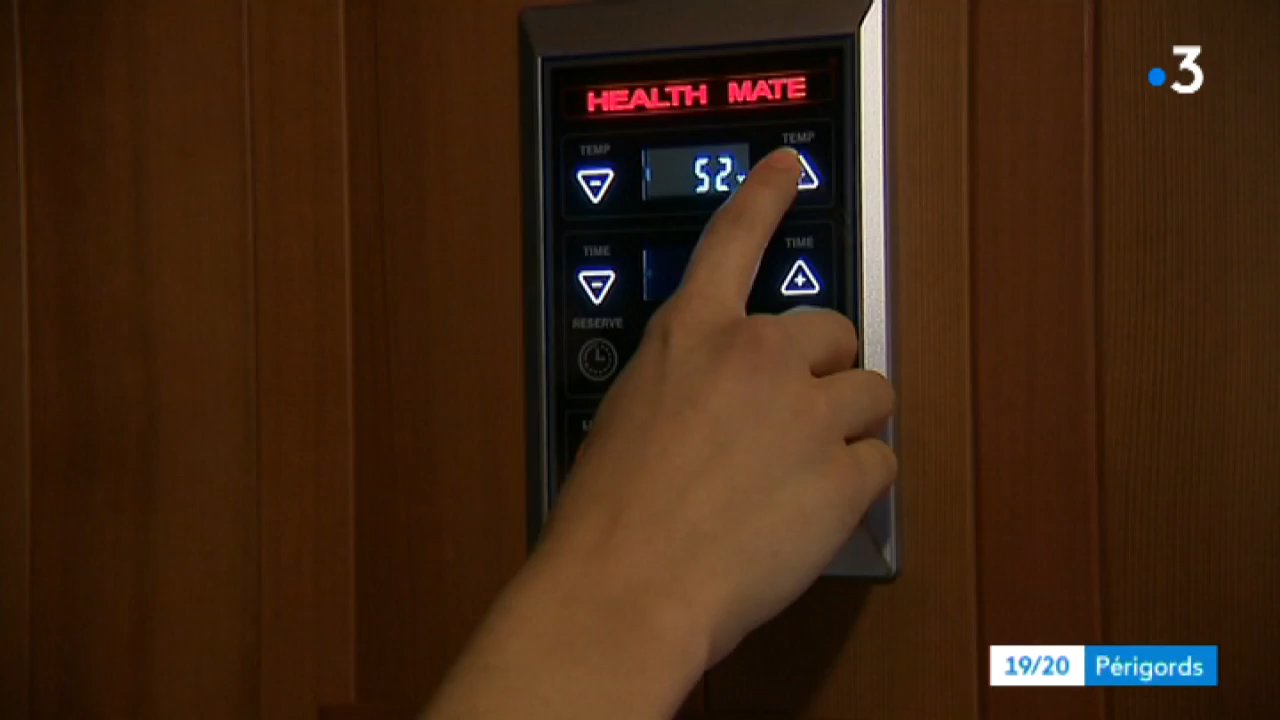 3
HEALTH MATE
TEMP TEMP
52
TIME TIME
RESERVE
19/20 Périgords